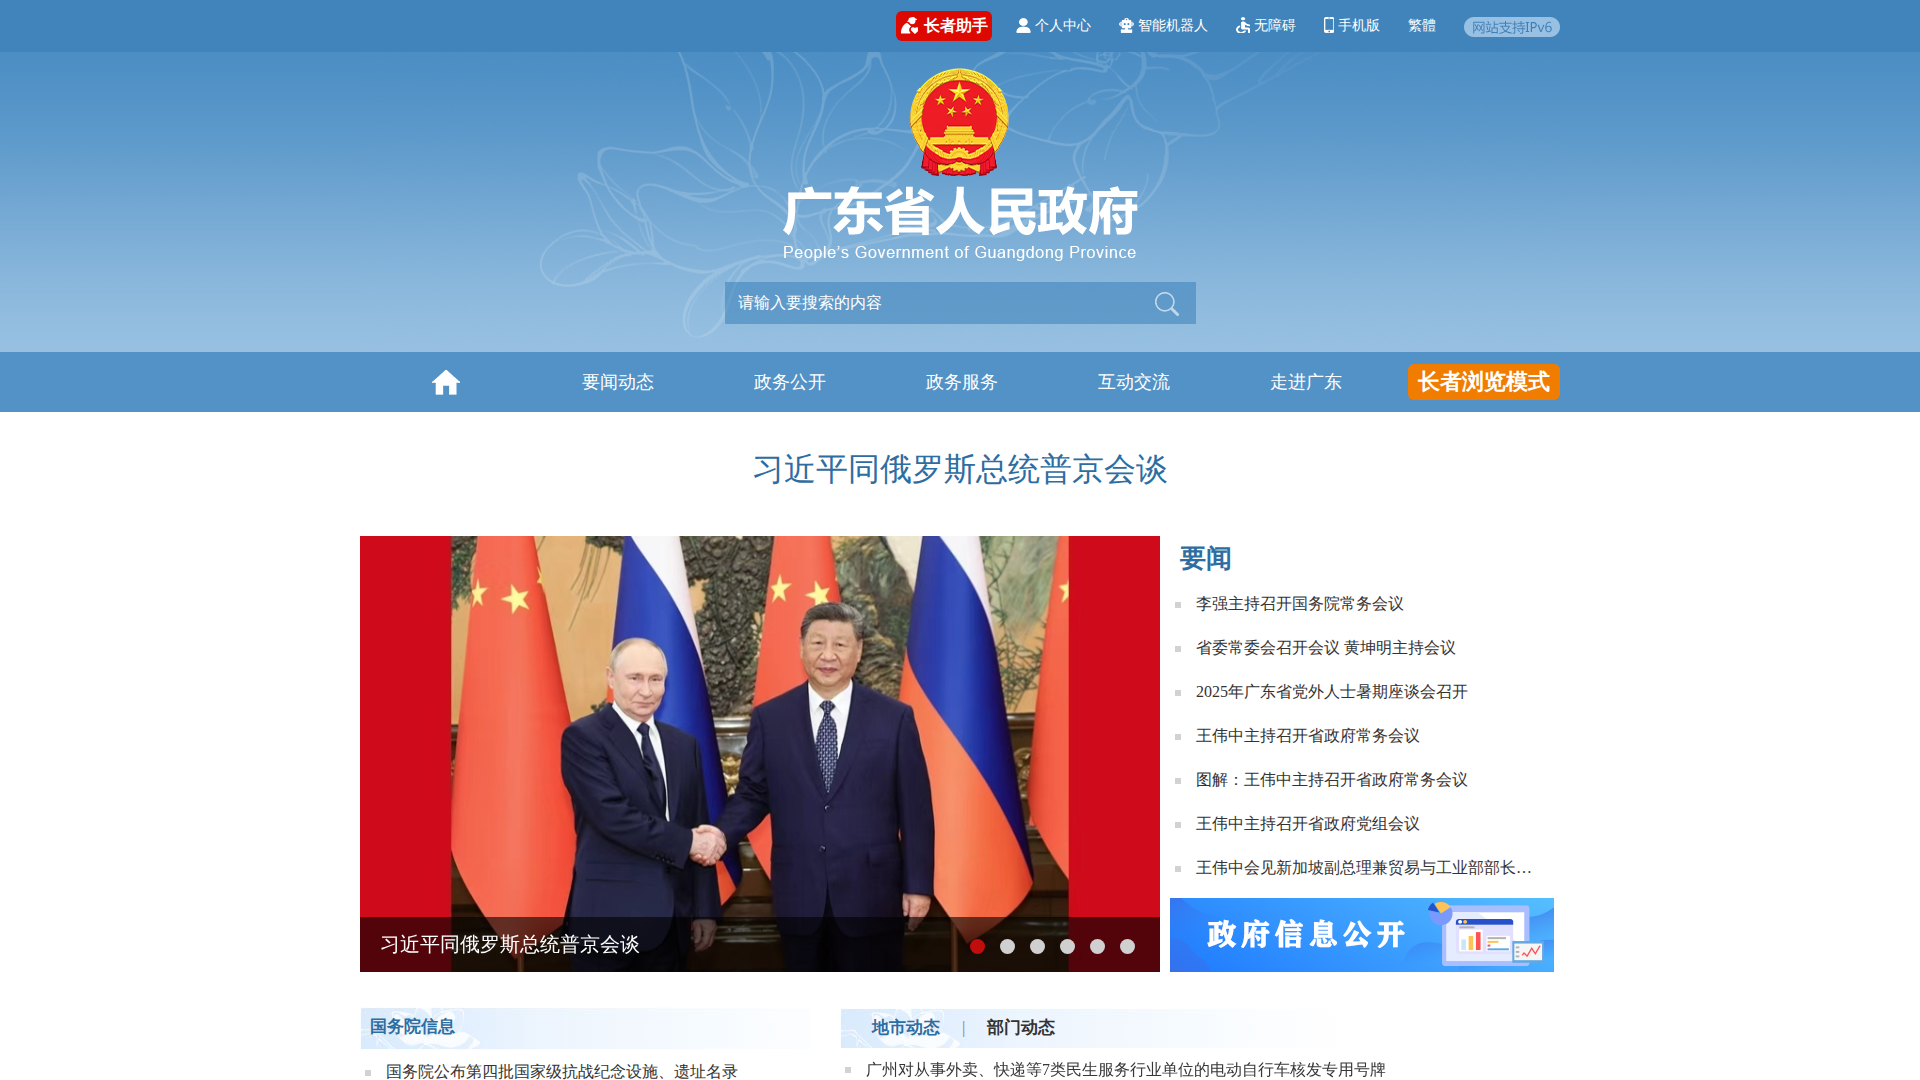 长者助手
个人中心
智能机器人
无障碍
手机版
繁體
网站支持IPv6
广东省人民政府
People's Government of Guangdong Province
请输入要搜索的内容
要闻动态
政务公开
政务服务
互动交流
走进广东
长者浏览模式
习近平同俄罗斯总统普京会谈
习近平同俄罗斯总统普京会谈
要闻
李强主持召开国务院常务会议
省委常委会召开会议 黄坤明主持会议
2025年广东省党外人士暑期座谈会召开
王伟中主持召开省政府常务会议
图解：王伟中主持召开省政府常务会议
王伟中主持召开省政府党组会议
王伟中会见新加坡副总理兼贸易与工业部部长…
政府信息公开
国务院信息
国务院公布第四批国家级抗战纪念设施、遗址名录
地市动态 | 部门动态
广州对从事外卖、快递等7类民生服务行业单位的电动自行车核发专用号牌